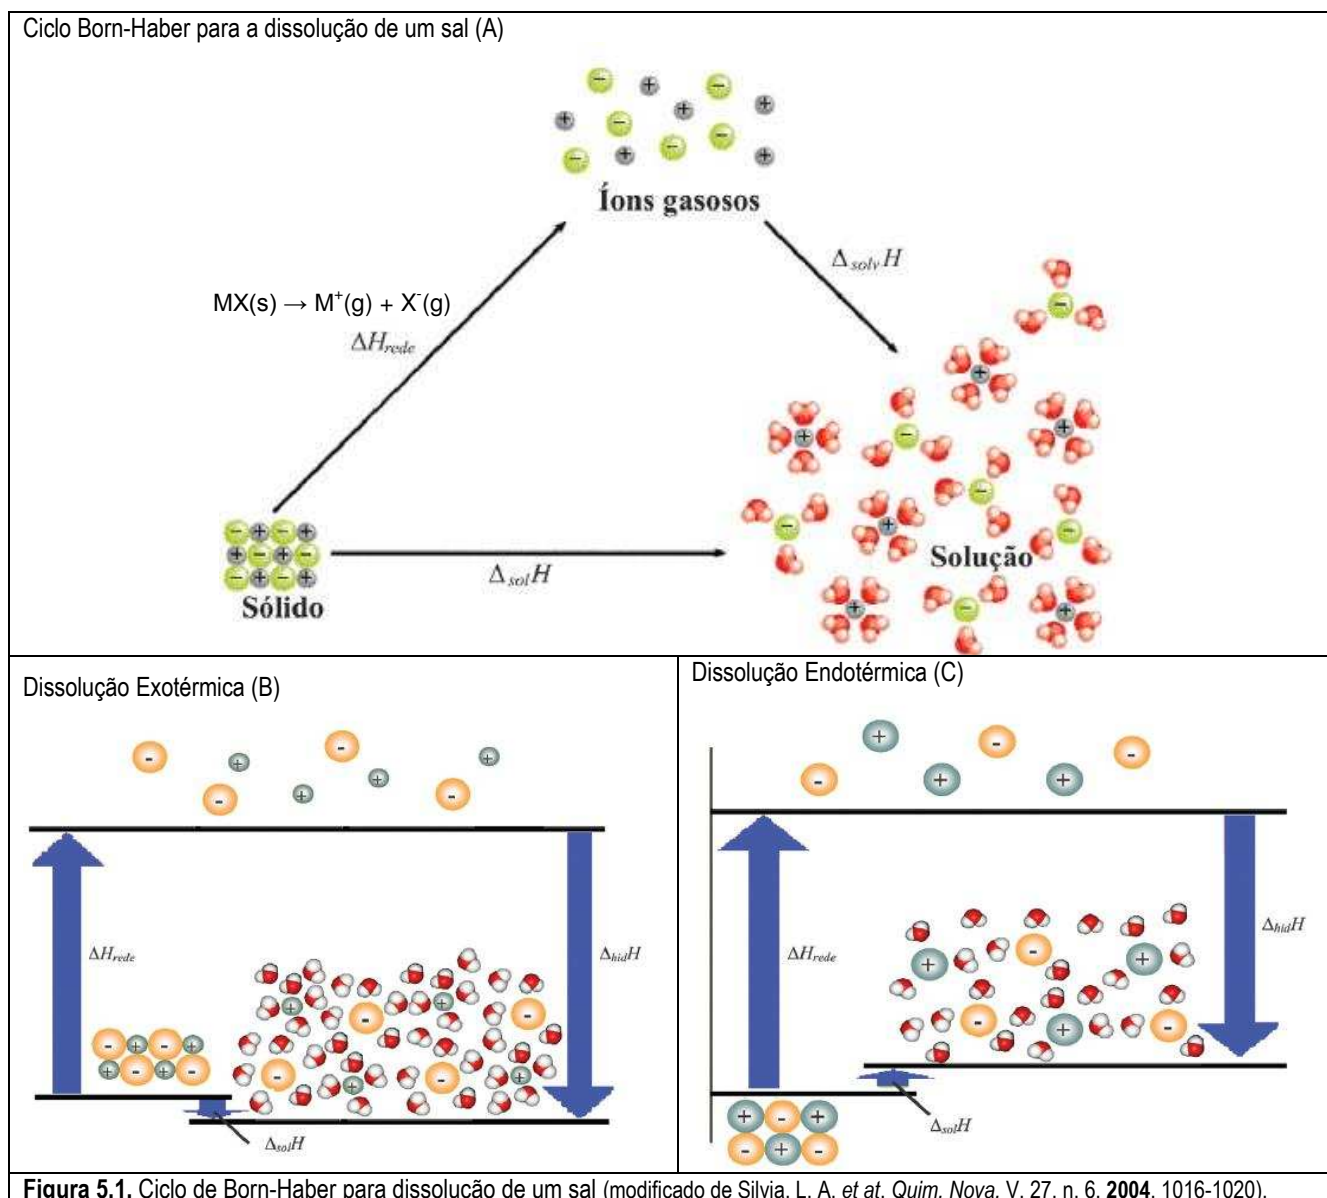 Ciclo Born-Haber para a dissolução de um sal (A)
Íons gasosos
Δsolv H
MX(s) → M⁺(g) + X⁻(g)
ΔHrede
Solução
Δsol H
Sólido
Dissolução Exotérmica (B)
ΔHrede
ΔhidH
ΔsolH
Dissolução Endotérmica (C)
ΔHrede
ΔhidH
ΔsolH
Figura 5.1. Ciclo de Born-Haber para dissolução de um sal (modificado de Silvia, L. A. et at. Quim. Nova, V. 27, n. 6, 2004, 1016-1020).